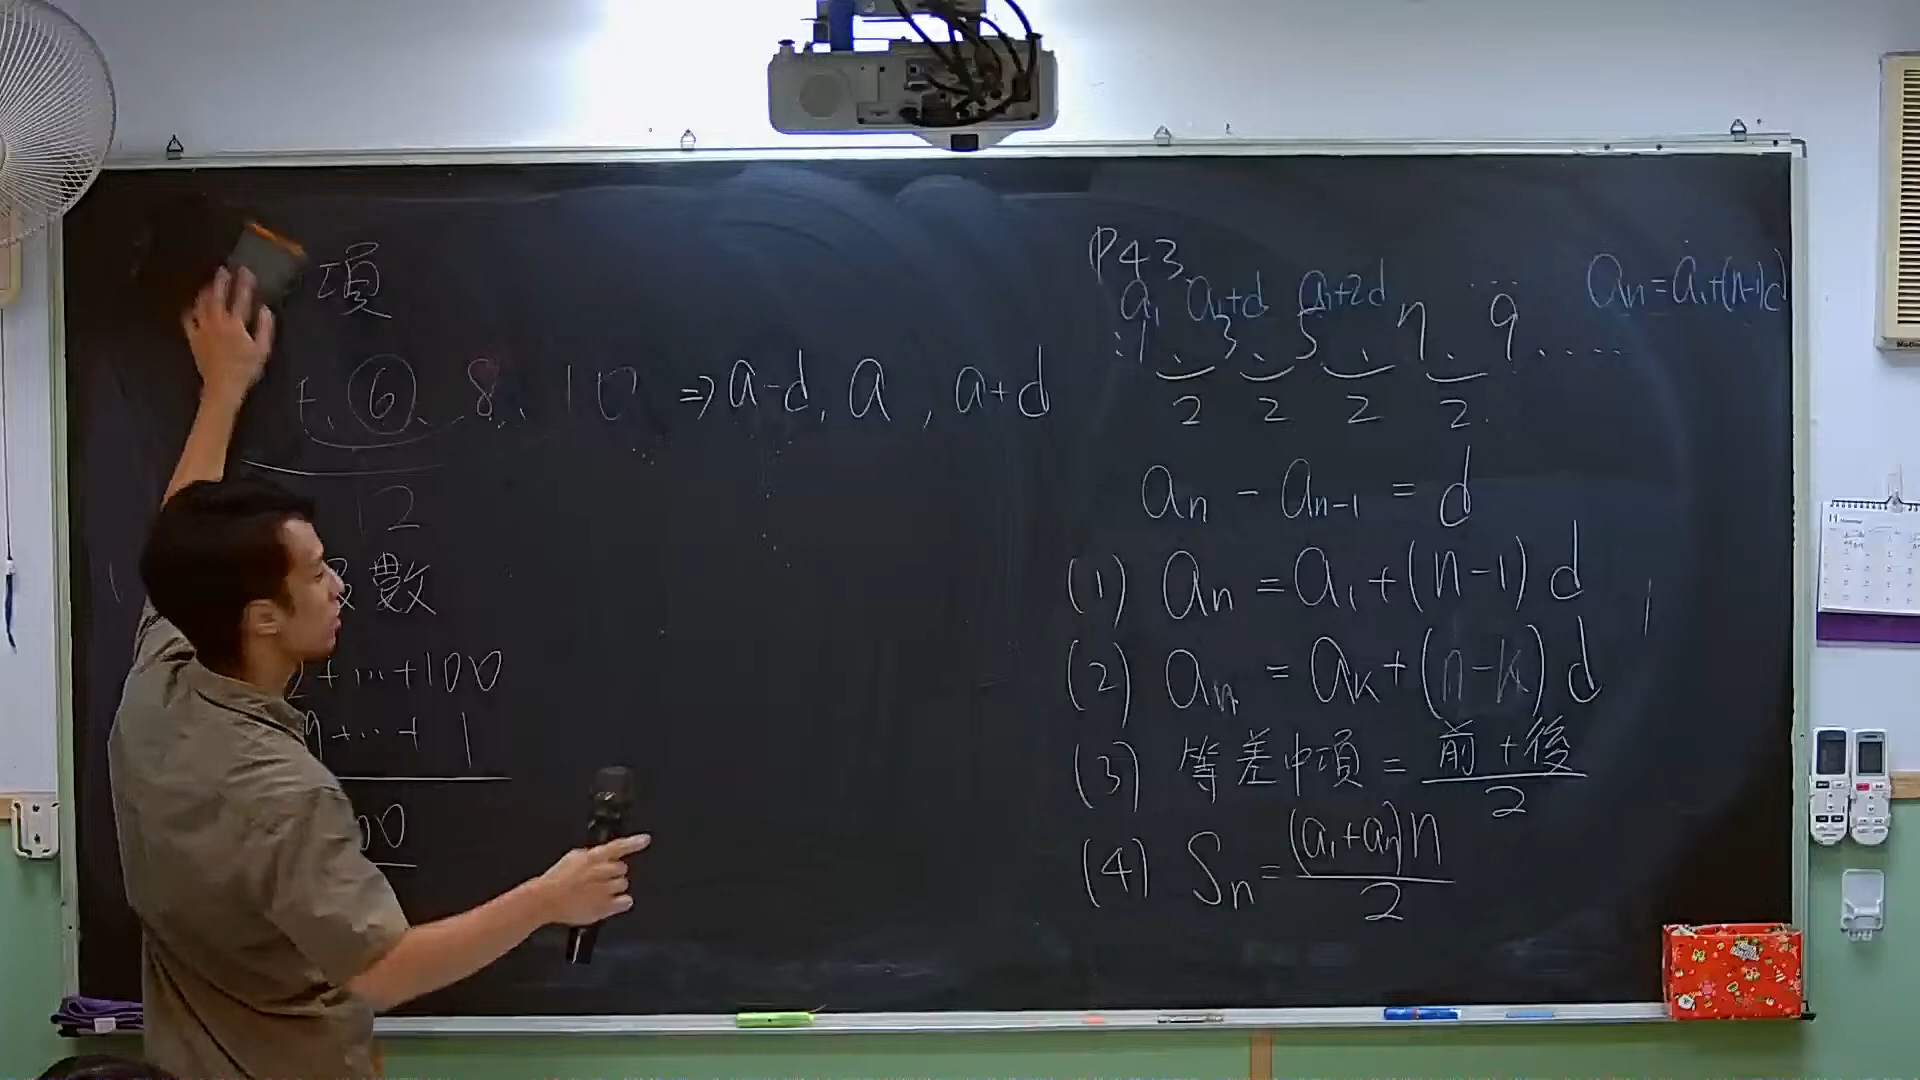 項
6、8、10 ⇒ a-d, a, a+d
12
數
2+…+100
+…+1
00
P43
a₁ a₁+d a₁+2d
aₙ=a₁+(n-1)d
:1、3、5、7、9.....
2 2 2 2
aₙ - aₙ₋₁ = d
(1) aₙ = a₁+(n-1)d
(2) aₙ = aₖ+(n-k)d
(3) 等差中項 = 前+後 / 2
(4) Sₙ = (a₁+aₙ)n / 2